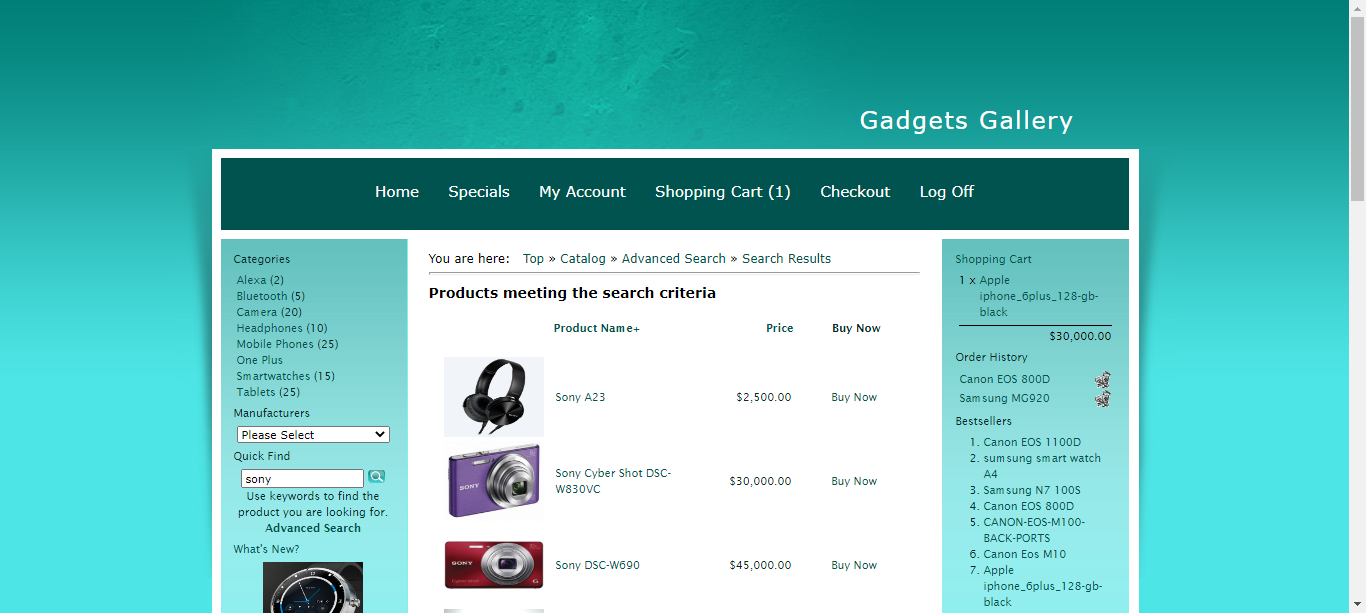 Gadgets Gallery
Home Specials My Account Shopping Cart (1) Checkout Log Off
Categories
Alexa (2)
Bluetooth (5)
Camera (20)
Headphones (10)
Mobile Phones (25)
One Plus
Smartwatches (15)
Tablets (25)
Manufacturers
Please Select
Quick Find
sony
Use keywords to find the
product you are looking for.
Advanced Search
What's New?
You are here: Top » Catalog » Advanced Search » Search Results
Products meeting the search criteria
Product Name+ Price Buy Now
Sony A23 $2,500.00 Buy Now
SONY
Sony Cyber Shot DSC-
W830VC
$30,000.00 Buy Now
SONY
Sony DSC-W690 $45,000.00 Buy Now
Shopping Cart
1 x Apple
iphone_6plus_128-gb-
black
$30,000.00
Order History
Canon EOS 800D
Samsung MG920
Bestsellers
1. Canon EOS 1100D
2. sumsung smart watch
A4
3. Samsung N7 100S
4. Canon EOS 800D
5. CANON-EOS-M100-
BACK-PORTS
6. Canon Eos M10
7. Apple
iphone_6plus_128-gb-
black